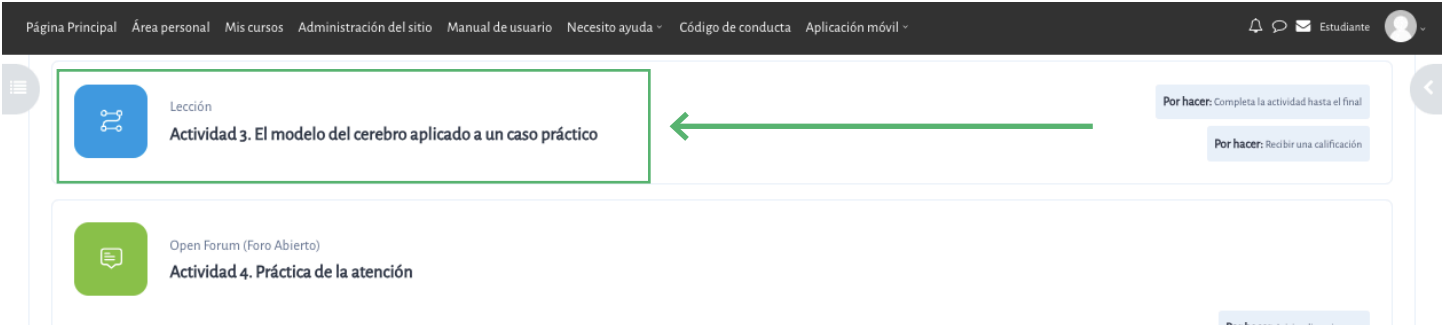 Página Principal Área personal Mis cursos Administración del sitio Manual de usuario Necesito ayuda Código de conducta Aplicación móvil Estudiante
Lección
Actividad 3. El modelo del cerebro aplicado a un caso práctico
Por hacer: Completa la actividad hasta el final
Por hacer: Recibir una calificación
Open Forum (Foro Abierto)
Actividad 4. Práctica de la atención